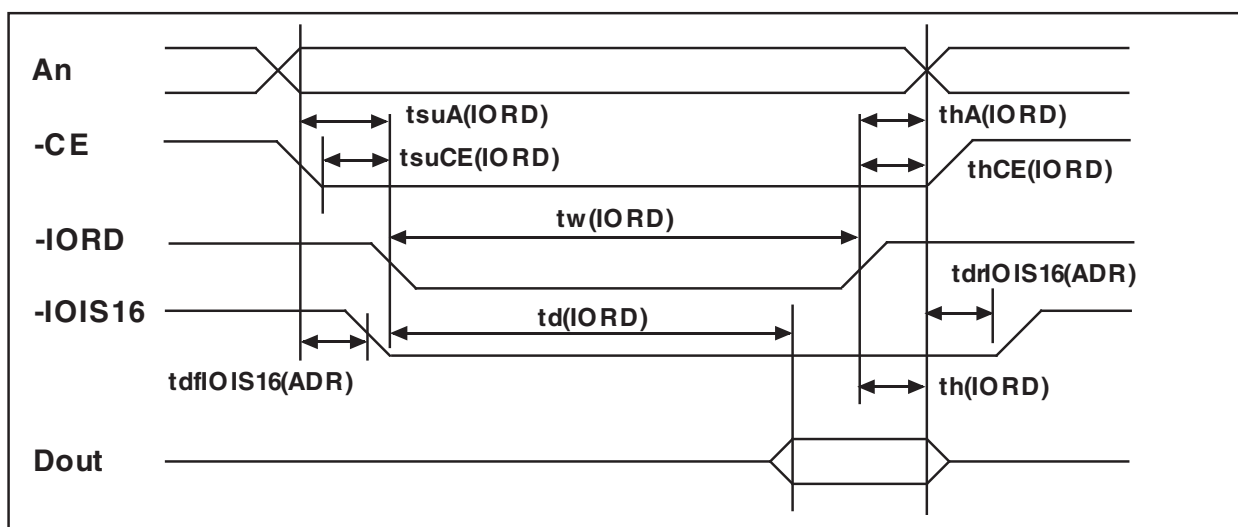 An
tsuA(IORD)
thA(IORD)
-CE
tsuCE(IORD)
thCE(IORD)
tw(IORD)
-IORD
tdrIOIS16(ADR)
-IOIS16
td(IORD)
tdfIOIS16(ADR)
th(IORD)
Dout